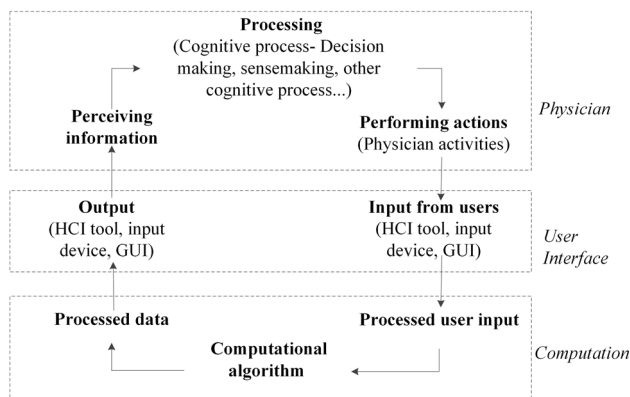 Processing
(Cognitive process- Decision
making, sensemaking, other
cognitive process...)
Perceiving
information
Performing actions
(Physician activities)
Physician
Output
(HCI tool, input
device, GUI)
Input from users
(HCI tool, input
device, GUI)
User
Interface
Processed data
Processed user input
Computational
algorithm
Computation